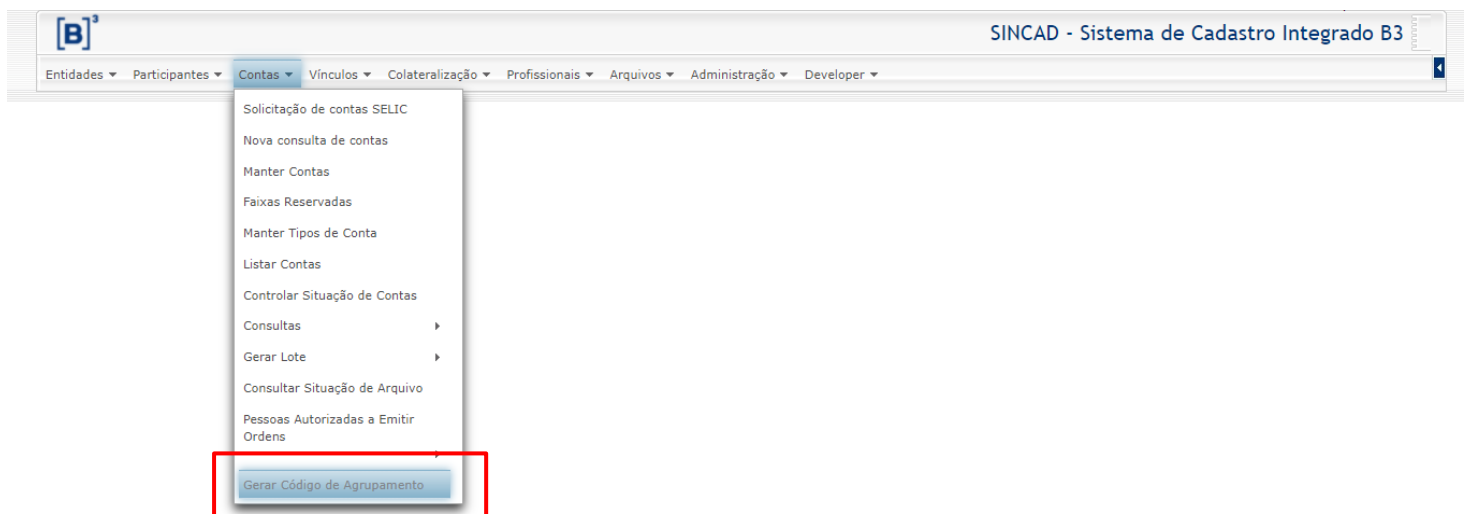 [B]³
SINCAD - Sistema de Cadastro Integrado B3
Entidades Participantes Contas Vínculos Colateralização Profissionais Arquivos Administração Developer
Solicitação de contas SELIC
Nova consulta de contas
Manter Contas
Faixas Reservadas
Manter Tipos de Conta
Listar Contas
Controlar Situação de Contas
Consultas
Gerar Lote
Consultar Situação de Arquivo
Pessoas Autorizadas a Emitir
Ordens
Gerar Código de Agrupamento